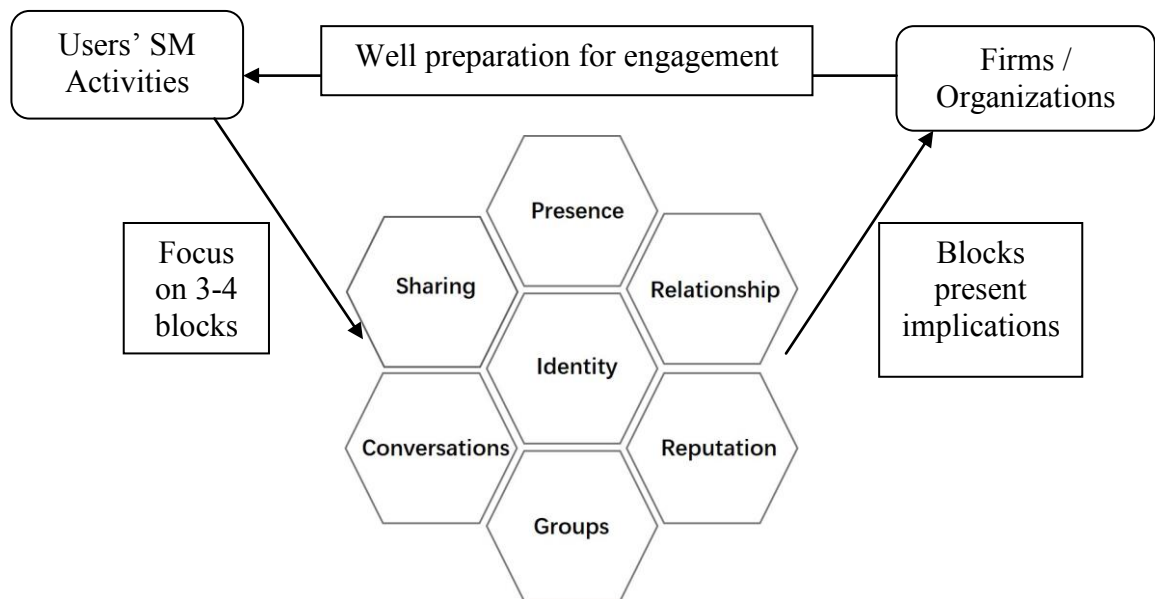 Users’ SM
Activities
Well preparation for engagement
Firms /
Organizations
Presence
Sharing
Relationship
Focus
on 3-4
blocks
Blocks
present
implications
Identity
Conversations
Reputation
Groups